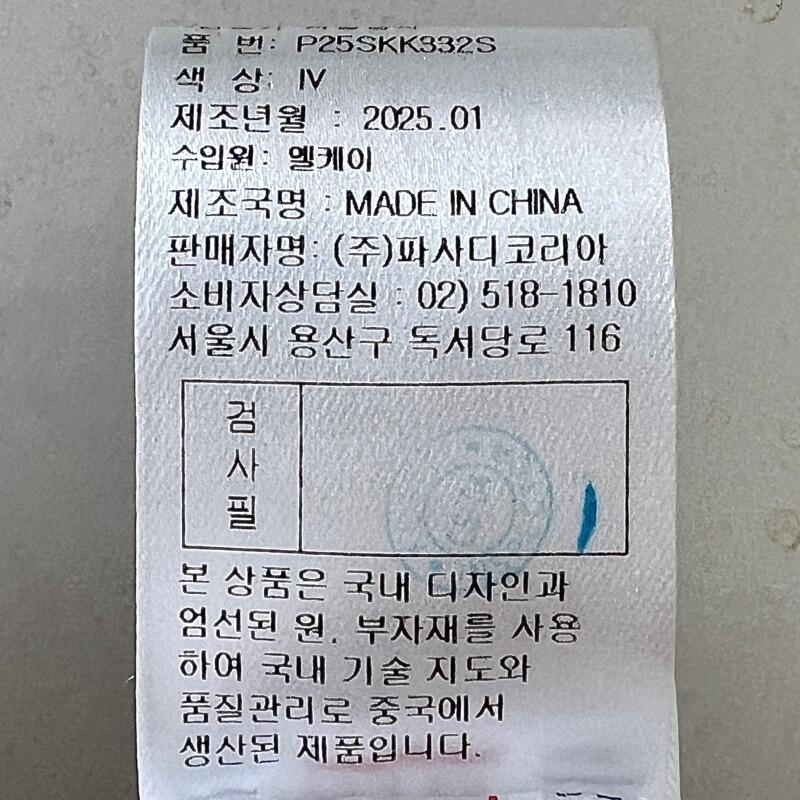 품 번: P25SKK332S
색 상: IV
제조년월 : 2025.01
수입원: 엘케이
제조국명 : MADE IN CHINA
판매자명: (주)파사디코리아
소비자상담실 : 02) 518-1810
서울시 용산구 독서당로 116
검
사
필
본 상품은 국내 디자인과
엄선된 원, 부자재를 사용
하여 국내 기술 지도와
품질관리로 중국에서
생산된 제품입니다.